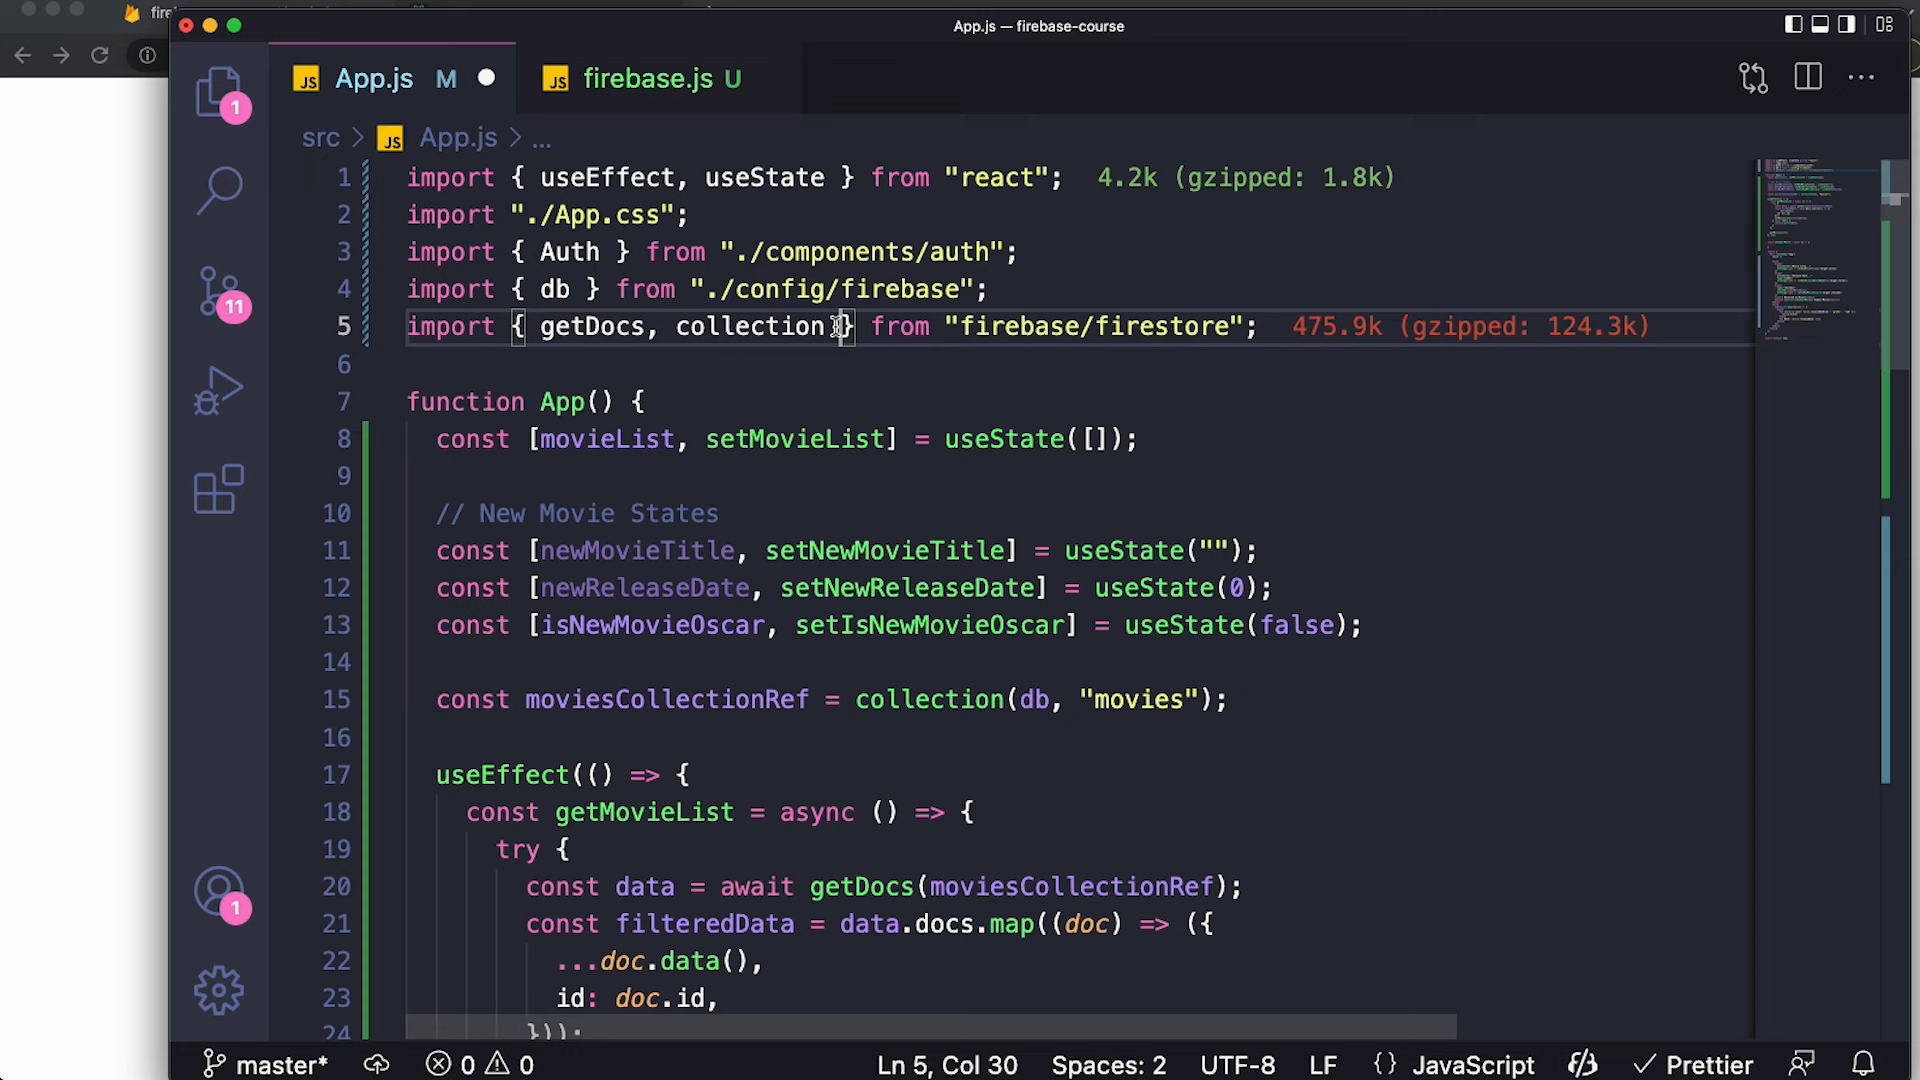 fire
App.js — firebase-course
JS App.js M JS firebase.js U
src > JS App.js > ...
1 import { useEffect, useState } from "react"; 4.2k (gzipped: 1.8k)
2 import "./App.css";
3 import { Auth } from "./components/auth";
4 import { db } from "./config/firebase";
5 import { getDocs, collection } from "firebase/firestore"; 475.9k (gzipped: 124.3k)
6
7 function App() {
8 const [movieList, setMovieList] = useState([]);
9
10 // New Movie States
11 const [newMovieTitle, setNewMovieTitle] = useState("");
12 const [newReleaseDate, setNewReleaseDate] = useState(0);
13 const [isNewMovieOscar, setIsNewMovieOscar] = useState(false);
14
15 const moviesCollectionRef = collection(db, "movies");
16
17 useEffect(() => {
18 const getMovieList = async () => {
19 try {
20 const data = await getDocs(moviesCollectionRef);
21 const filteredData = data.docs.map((doc) => ({
22 ...doc.data(),
23 id: doc.id,
24 }));
1
11
1
master* 0 0 Ln 5, Col 30 Spaces: 2 UTF-8 LF {} JavaScript Prettier